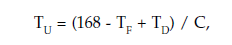 T_U = (168 - T_F + T_D) / C,